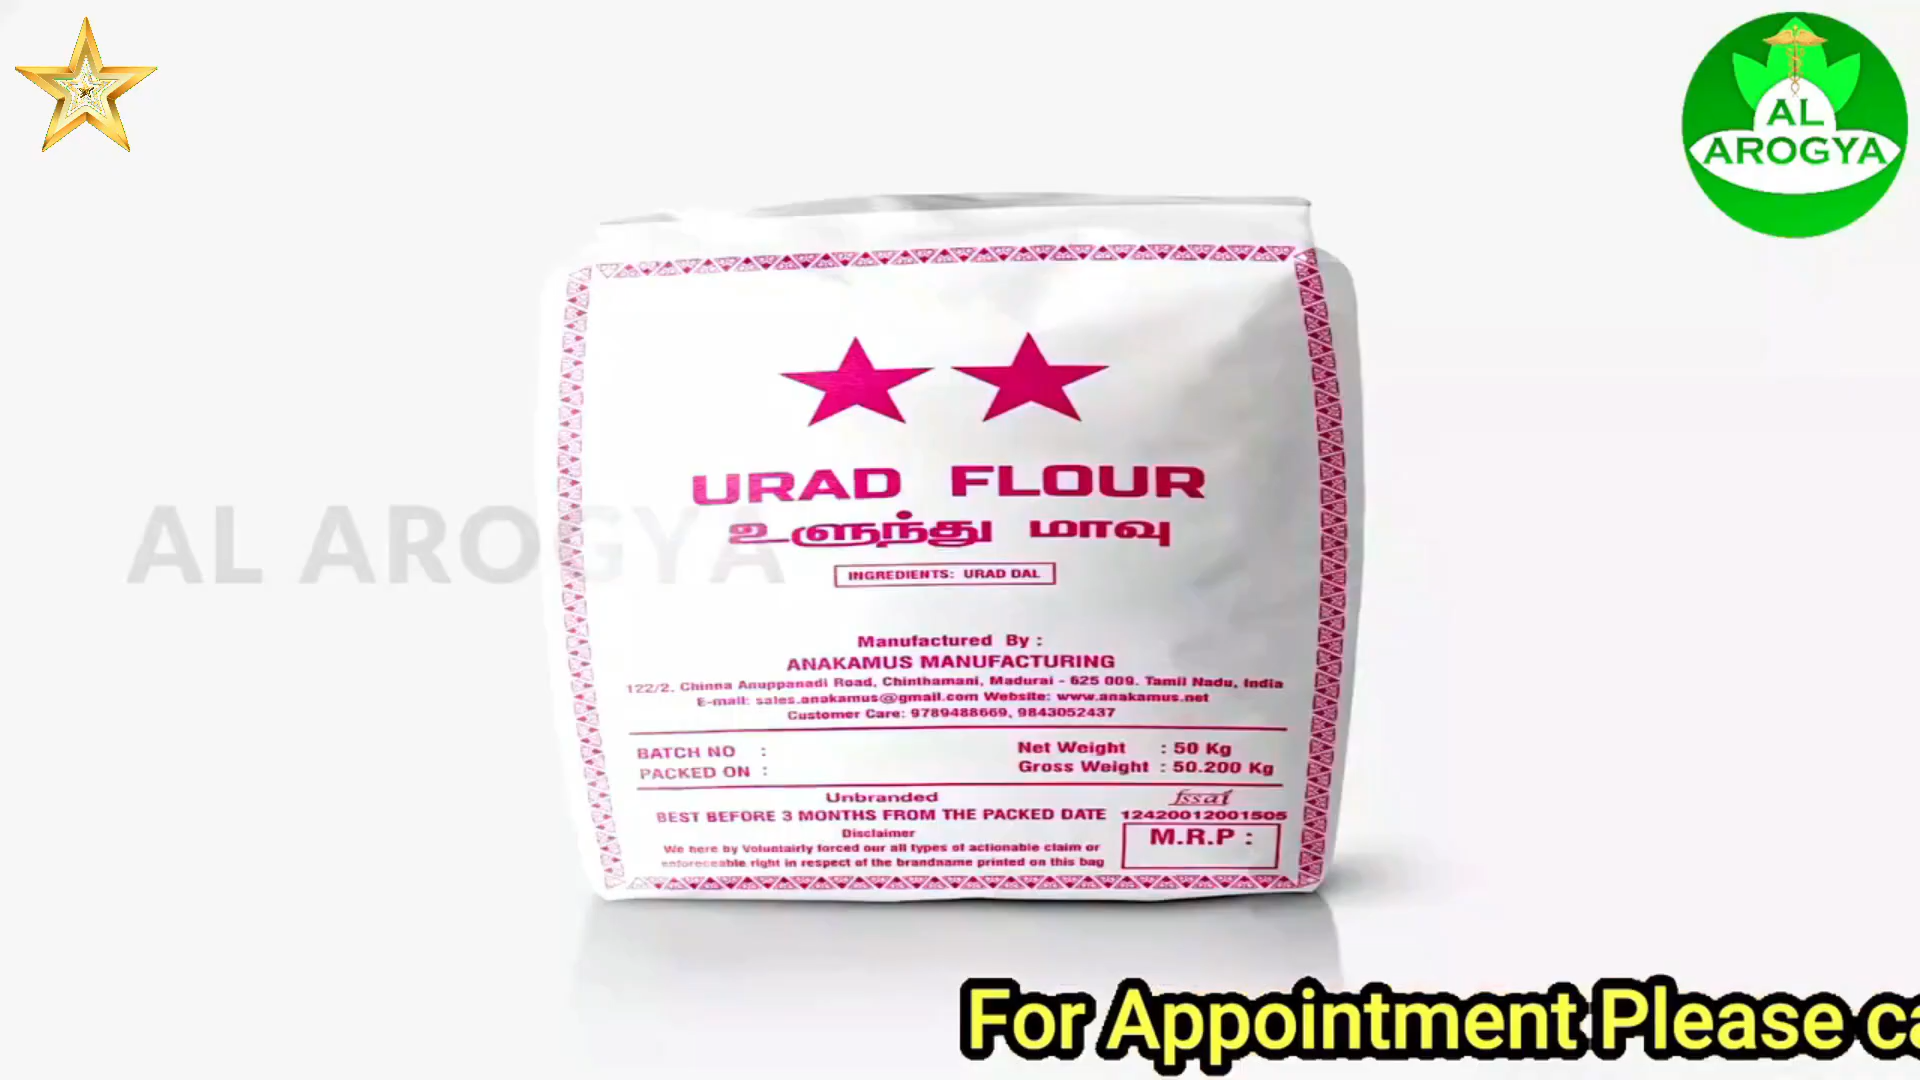 AL
AROGYA
URAD FLOUR
உளுந்து மாவு
INGREDIENTS: URAD DAL
AL AROGYA
Manufactured By :
ANAKAMUS MANUFACTURING
122/2. Chinna Anuppanadi Road, Chinthamani, Madurai - 625 009. Tamil Nadu, India
E-mail: sales.anakamus@gmail.com Website: www.anakamus.net
Customer Care: 9789488669, 9843052437
BATCH NO :
Net Weight : 50 Kg
PACKED ON :
Gross Weight : 50.200 Kg
Unbranded
fssai
BEST BEFORE 3 MONTHS FROM THE PACKED DATE
12420012001505
Disclaimer
M.R.P :
We here by Voluntairly forced our all types of actionable claim or
enforeceable right in respect of the brandname printed on this bag
For Appointment Please ca